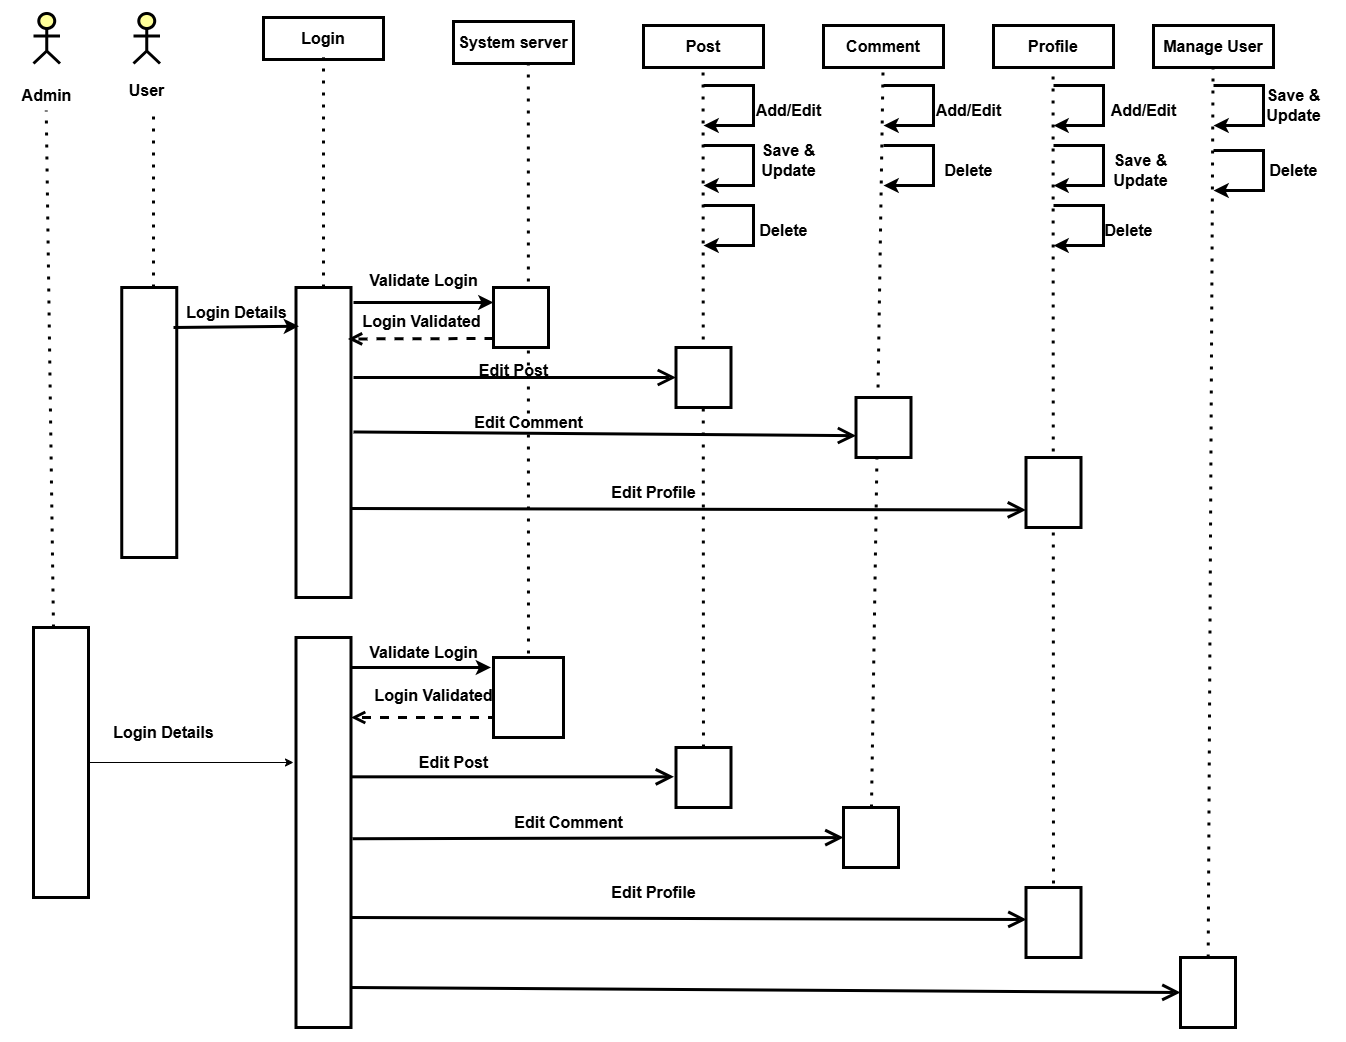 Admin
User
Login
System server
Post
Comment
Profile
Manage User
Add/Edit
Save &
Update
Delete
Add/Edit
Delete
Add/Edit
Save &
Update
Delete
Save &
Update
Delete
Login Details
Validate Login
Login Validated
Edit Post
Edit Comment
Edit Profile
Login Details
Validate Login
Login Validated
Edit Post
Edit Comment
Edit Profile